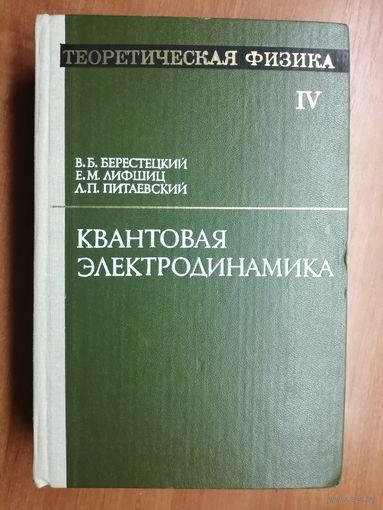 ТЕОРЕТИЧЕСКАЯ ФИЗИКА
IV
В. Б. БЕРЕСТЕЦКИЙ
Е. М. ЛИФШИЦ
Л. П. ПИТАЕВСКИЙ
КВАНТОВАЯ
ЭЛЕКТРОДИНАМИКА